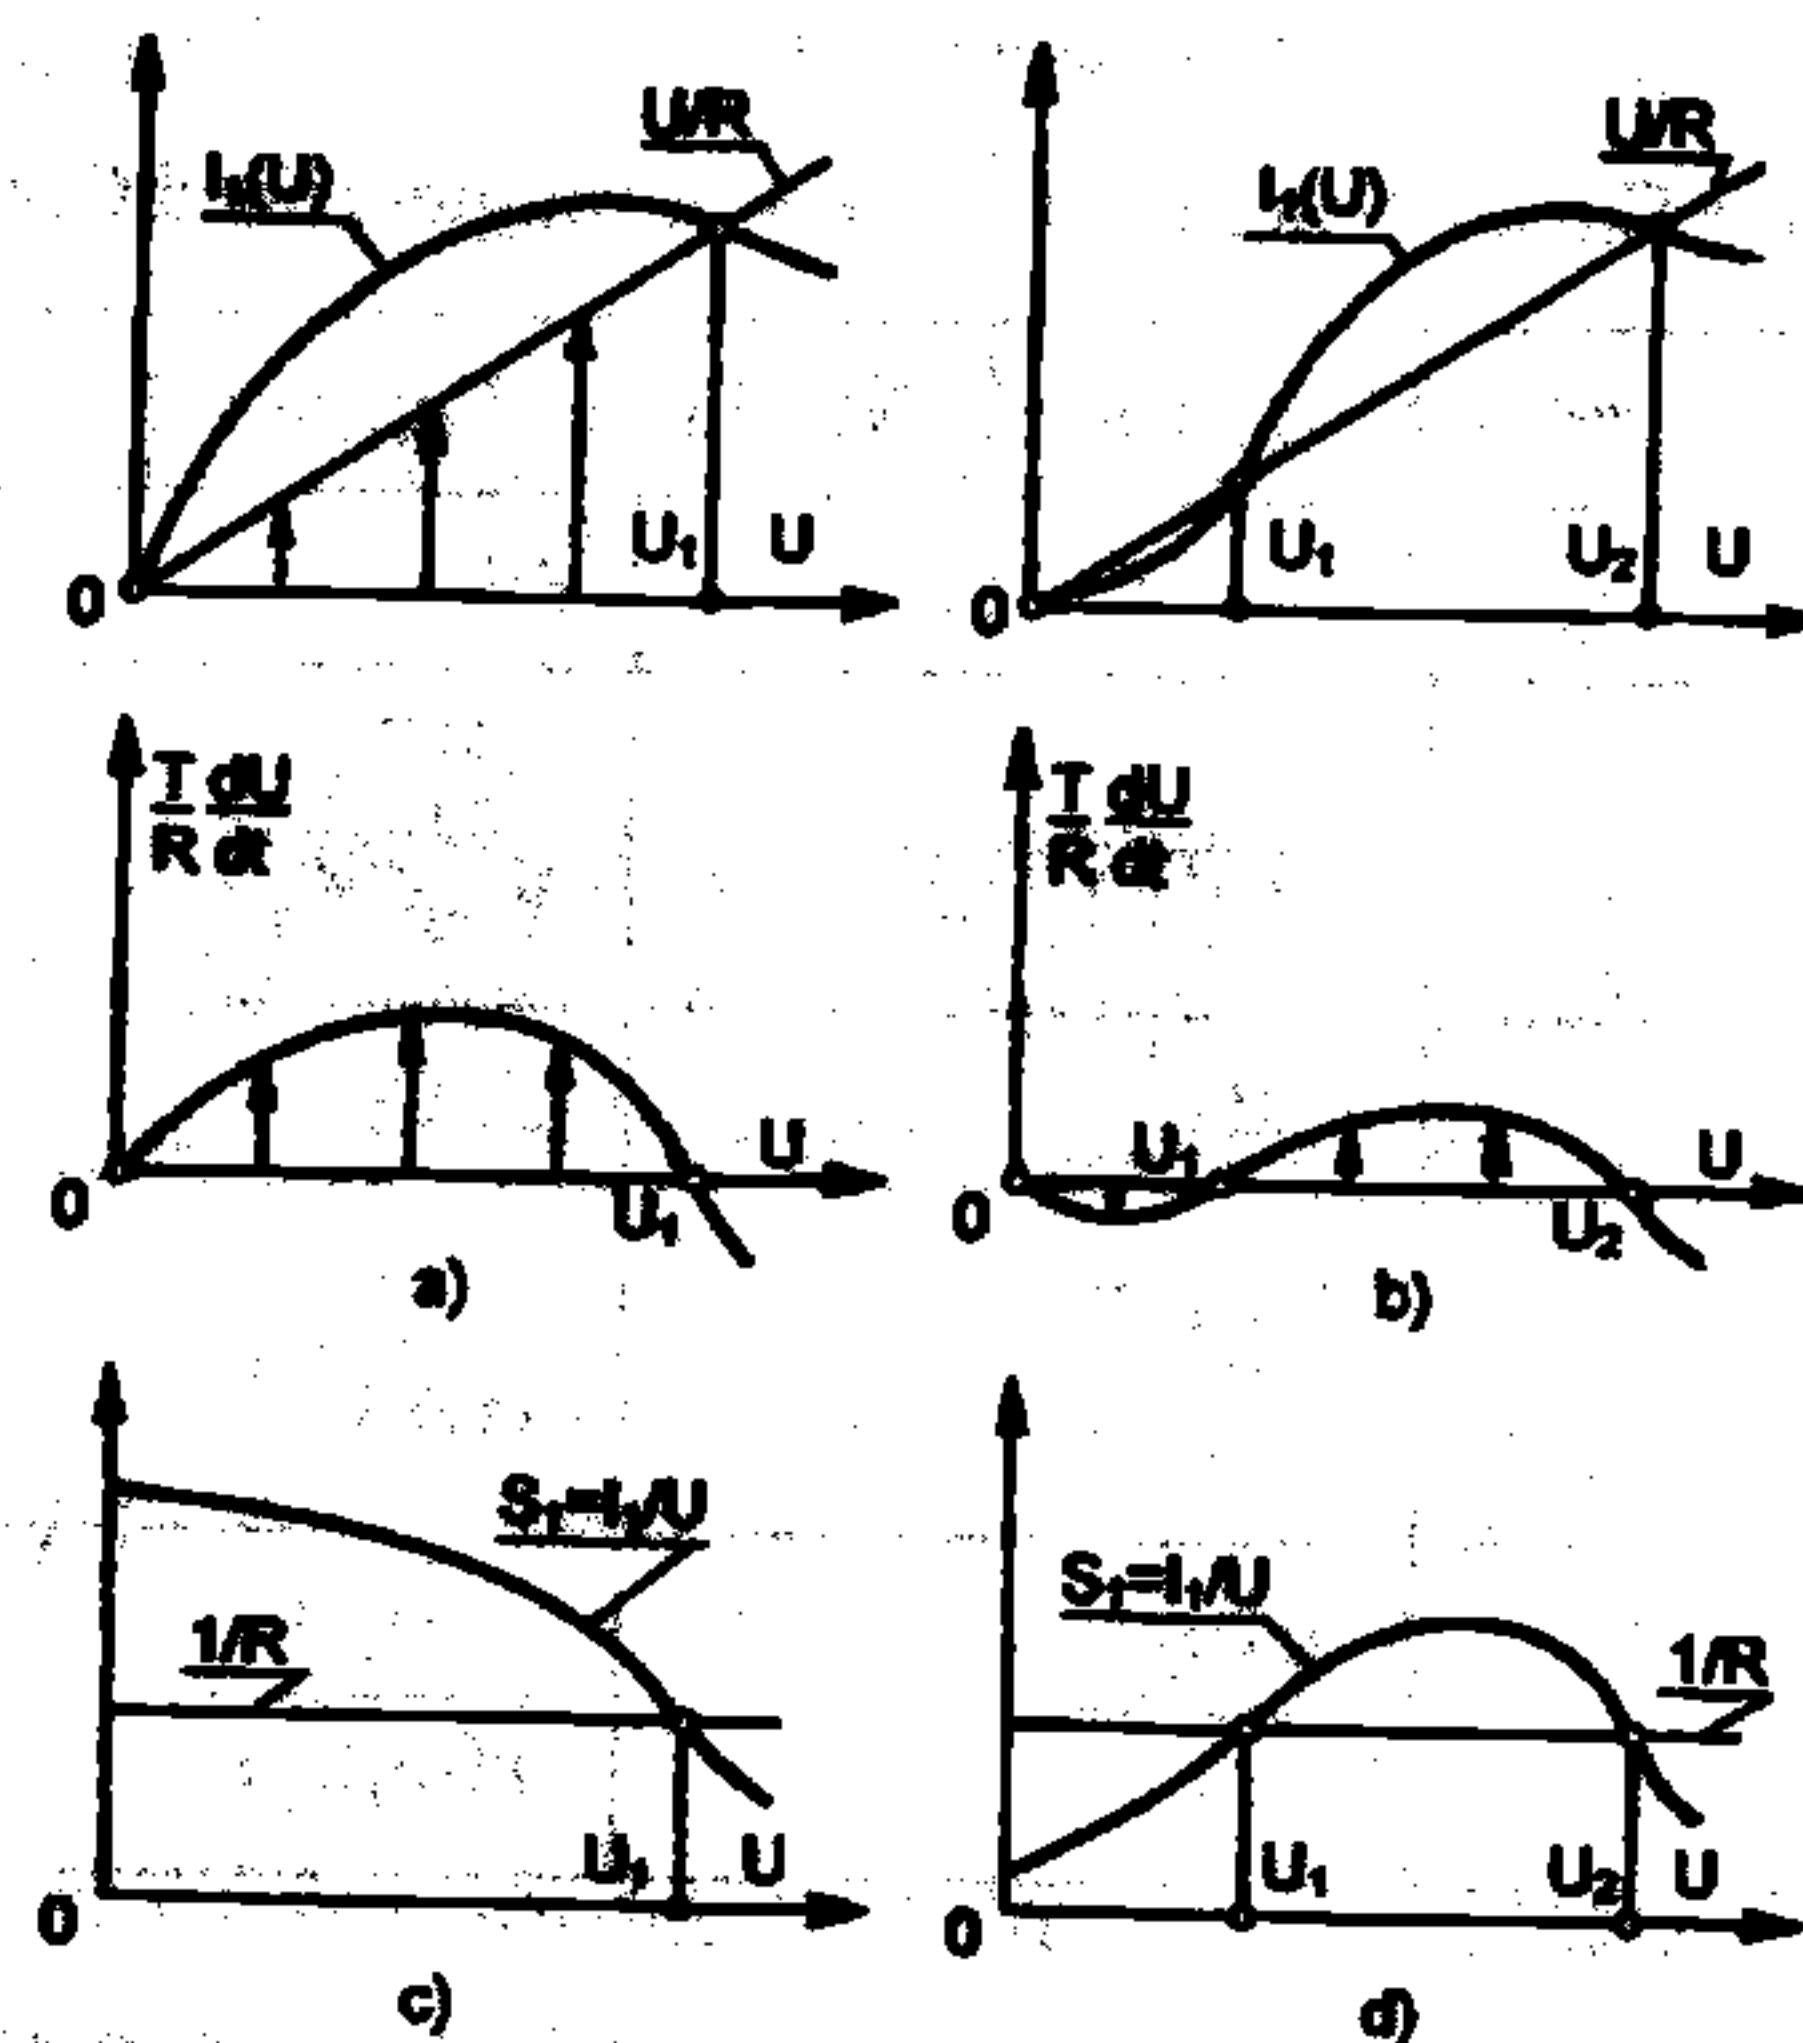 U/R
I₁(U)
U₁ U
0
U/R
I₁(U)
U₁ U₂ U
0
T dU
R dt
U
0 U₁
a)
T dU
R dt
U₁ U
0 U₂
b)
S₁=I₁/U
1/R
U₁ U
0
c)
S₁=I₁/U
1/R
U₁ U₂ U
0
d)